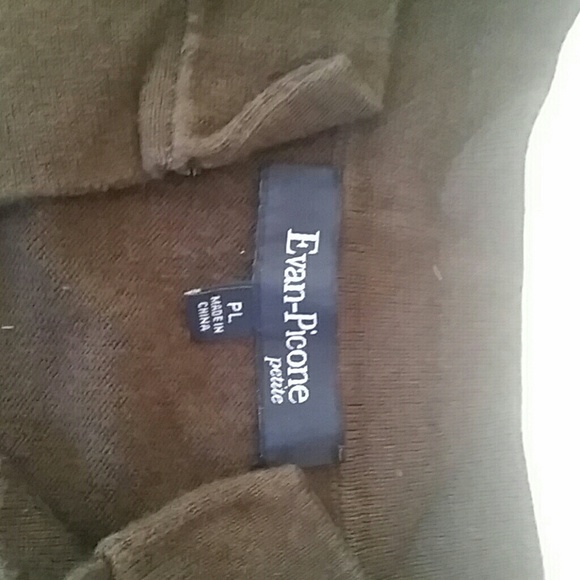 Evan-Picone
petite
PL
MADE IN
CHINA